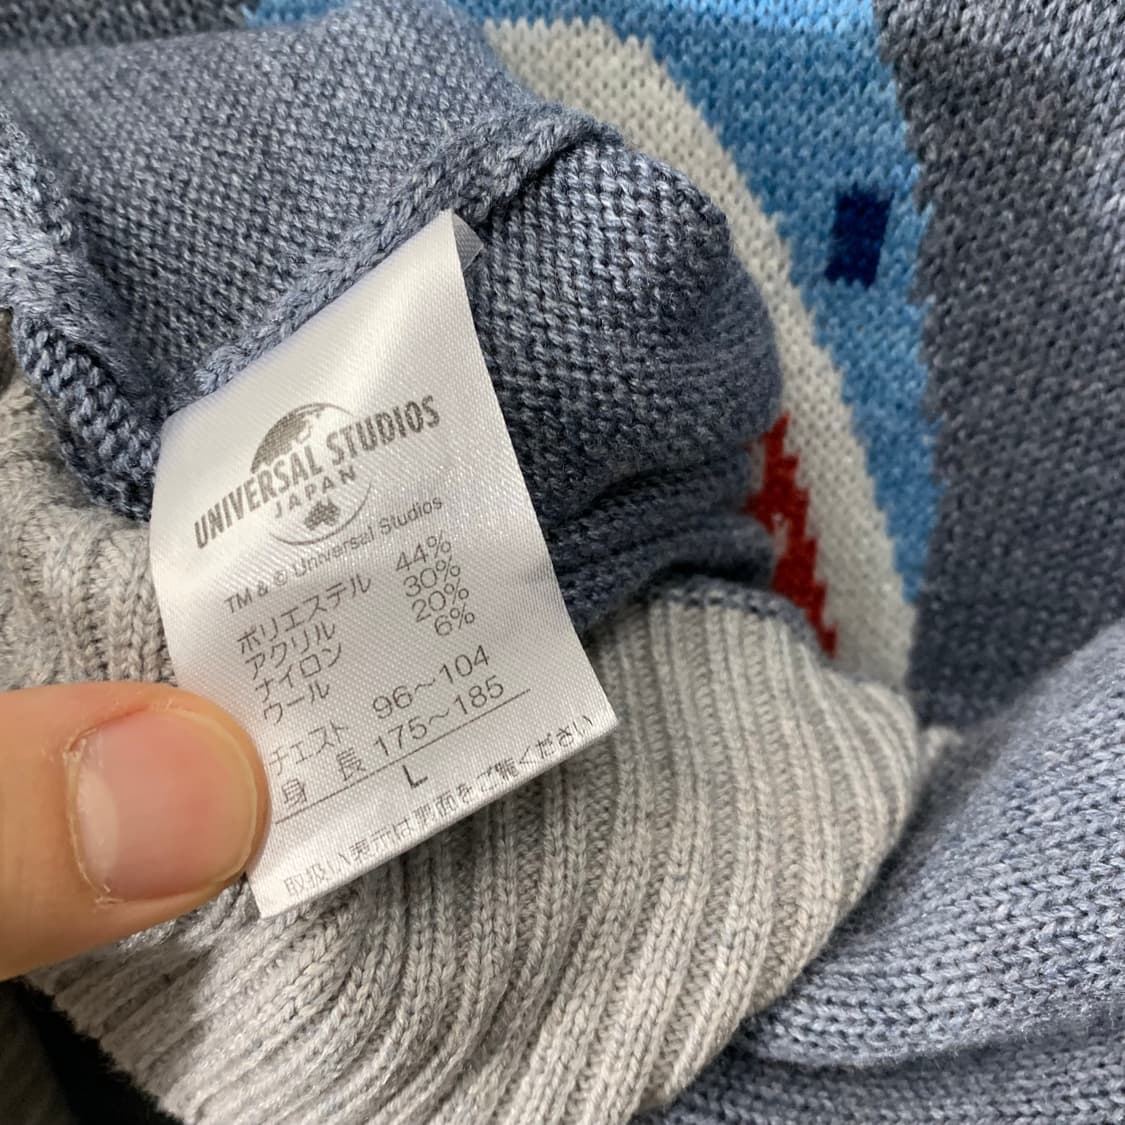 UNIVERSAL STUDIOS
JAPAN
TM & © Universal Studios
ポリエステル 44%
アクリル 30%
ナイロン 20%
ウール 6%
チェスト 96～104
身 長 175～185
L
取扱い表示は裏面をご覧ください